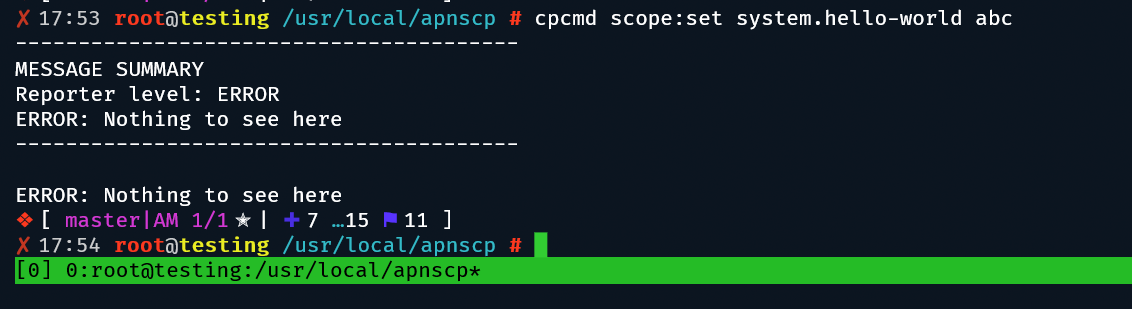 ✗ 17:53 root@testing /usr/local/apnscp # cpcmd scope:set system.hello-world abc
----------------------------------------
MESSAGE SUMMARY
Reporter level: ERROR
ERROR: Nothing to see here
----------------------------------------
ERROR: Nothing to see here
❖ [ master|AM 1/1 ✭ | ✚ 7 …15 ⚑ 11 ]
✗ 17:54 root@testing /usr/local/apnscp #
[0] 0:root@testing:/usr/local/apnscp*